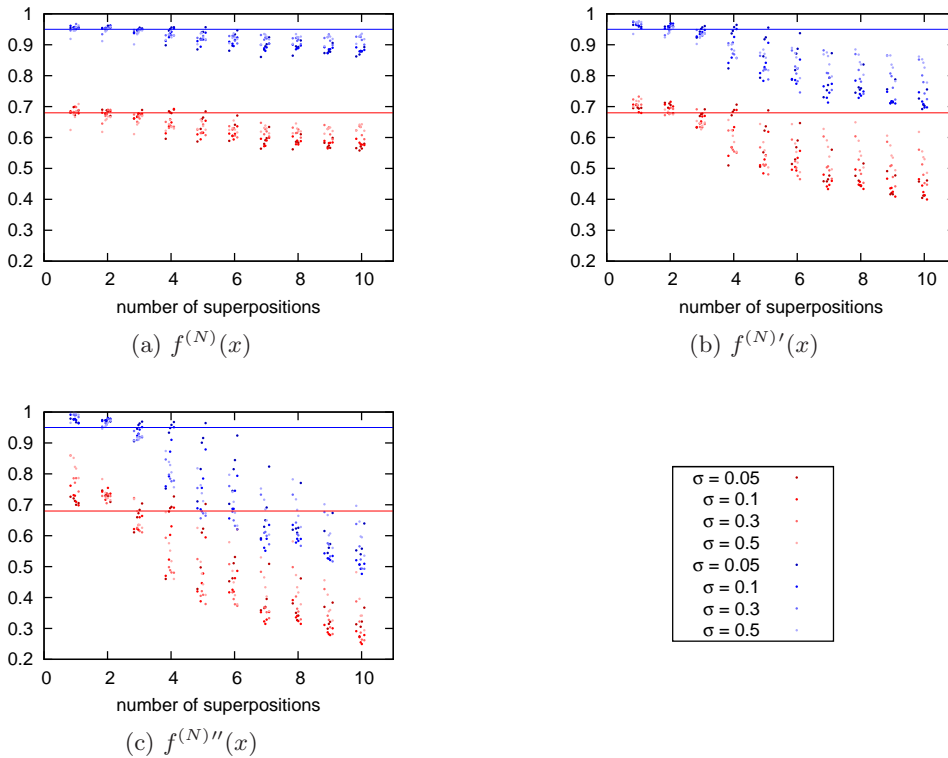 1
0.9
0.8
0.7
0.6
0.5
0.4
0.3
0.2
0 2 4 6 8 10
number of superpositions
(a) f^{(N)}(x)
1
0.9
0.8
0.7
0.6
0.5
0.4
0.3
0.2
0 2 4 6 8 10
number of superpositions
(b) f^{(N)}′(x)
1
0.9
0.8
0.7
0.6
0.5
0.4
0.3
0.2
0 2 4 6 8 10
number of superpositions
(c) f^{(N)}′′(x)
σ = 0.05
σ = 0.1
σ = 0.3
σ = 0.5
σ = 0.05
σ = 0.1
σ = 0.3
σ = 0.5